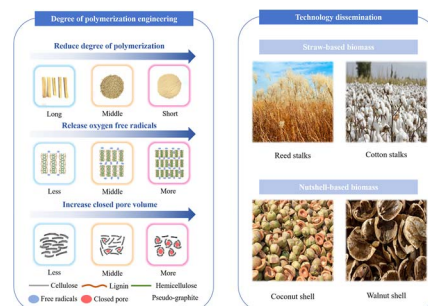 Degree of polymerization engineering
Reduce degree of polymerization
Long
Middle
Short
Release oxygen free radicals
Less
Middle
More
Increase closed pore volume
Less
Middle
More
Cellulose
Lignin
Hemicellulose
Free radicals
Closed pore
Pseudo-graphite
Technology dissemination
Straw-based biomass
Reed stalks
Cotton stalks
Nutshell-based biomass
Coconut shell
Walnut shell